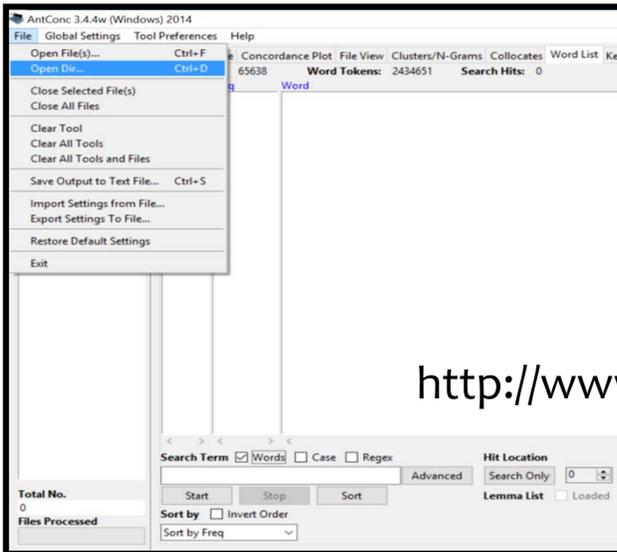 AntConc 3.4.4w (Windows) 2014
File Global Settings Tool Preferences Help
Open File(s)... Ctrl+F
Open Dir... Ctrl+D
Close Selected File(s)
Close All Files
Clear Tool
Clear All Tools
Clear All Tools and Files
Save Output to Text File... Ctrl+S
Import Settings from File...
Export Settings To File...
Restore Default Settings
Exit
Concordance Plot File View Clusters/N-Grams Collocates Word List
65638 Word Tokens: 2434651 Search Hits: 0
Word
http://www
Search Term Words Case Regex Hit Location
Advanced Search Only 0
Start Stop Sort Lemma List Loaded
Sort by Invert Order
Sort by Freq
Total No.
0
Files Processed